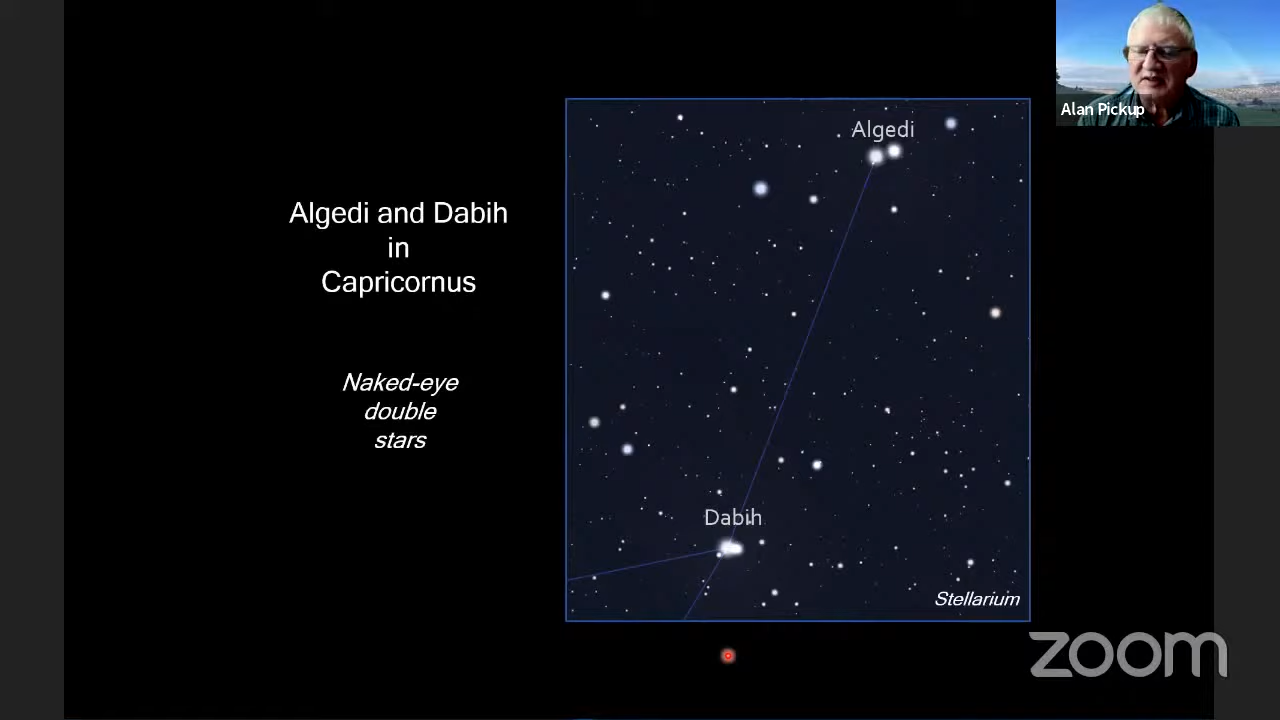 Algedi
Alan Pickup
Algedi and Dabih
in
Capricornus
Naked-eye
double
stars
Dabih
Stellarium
zoom